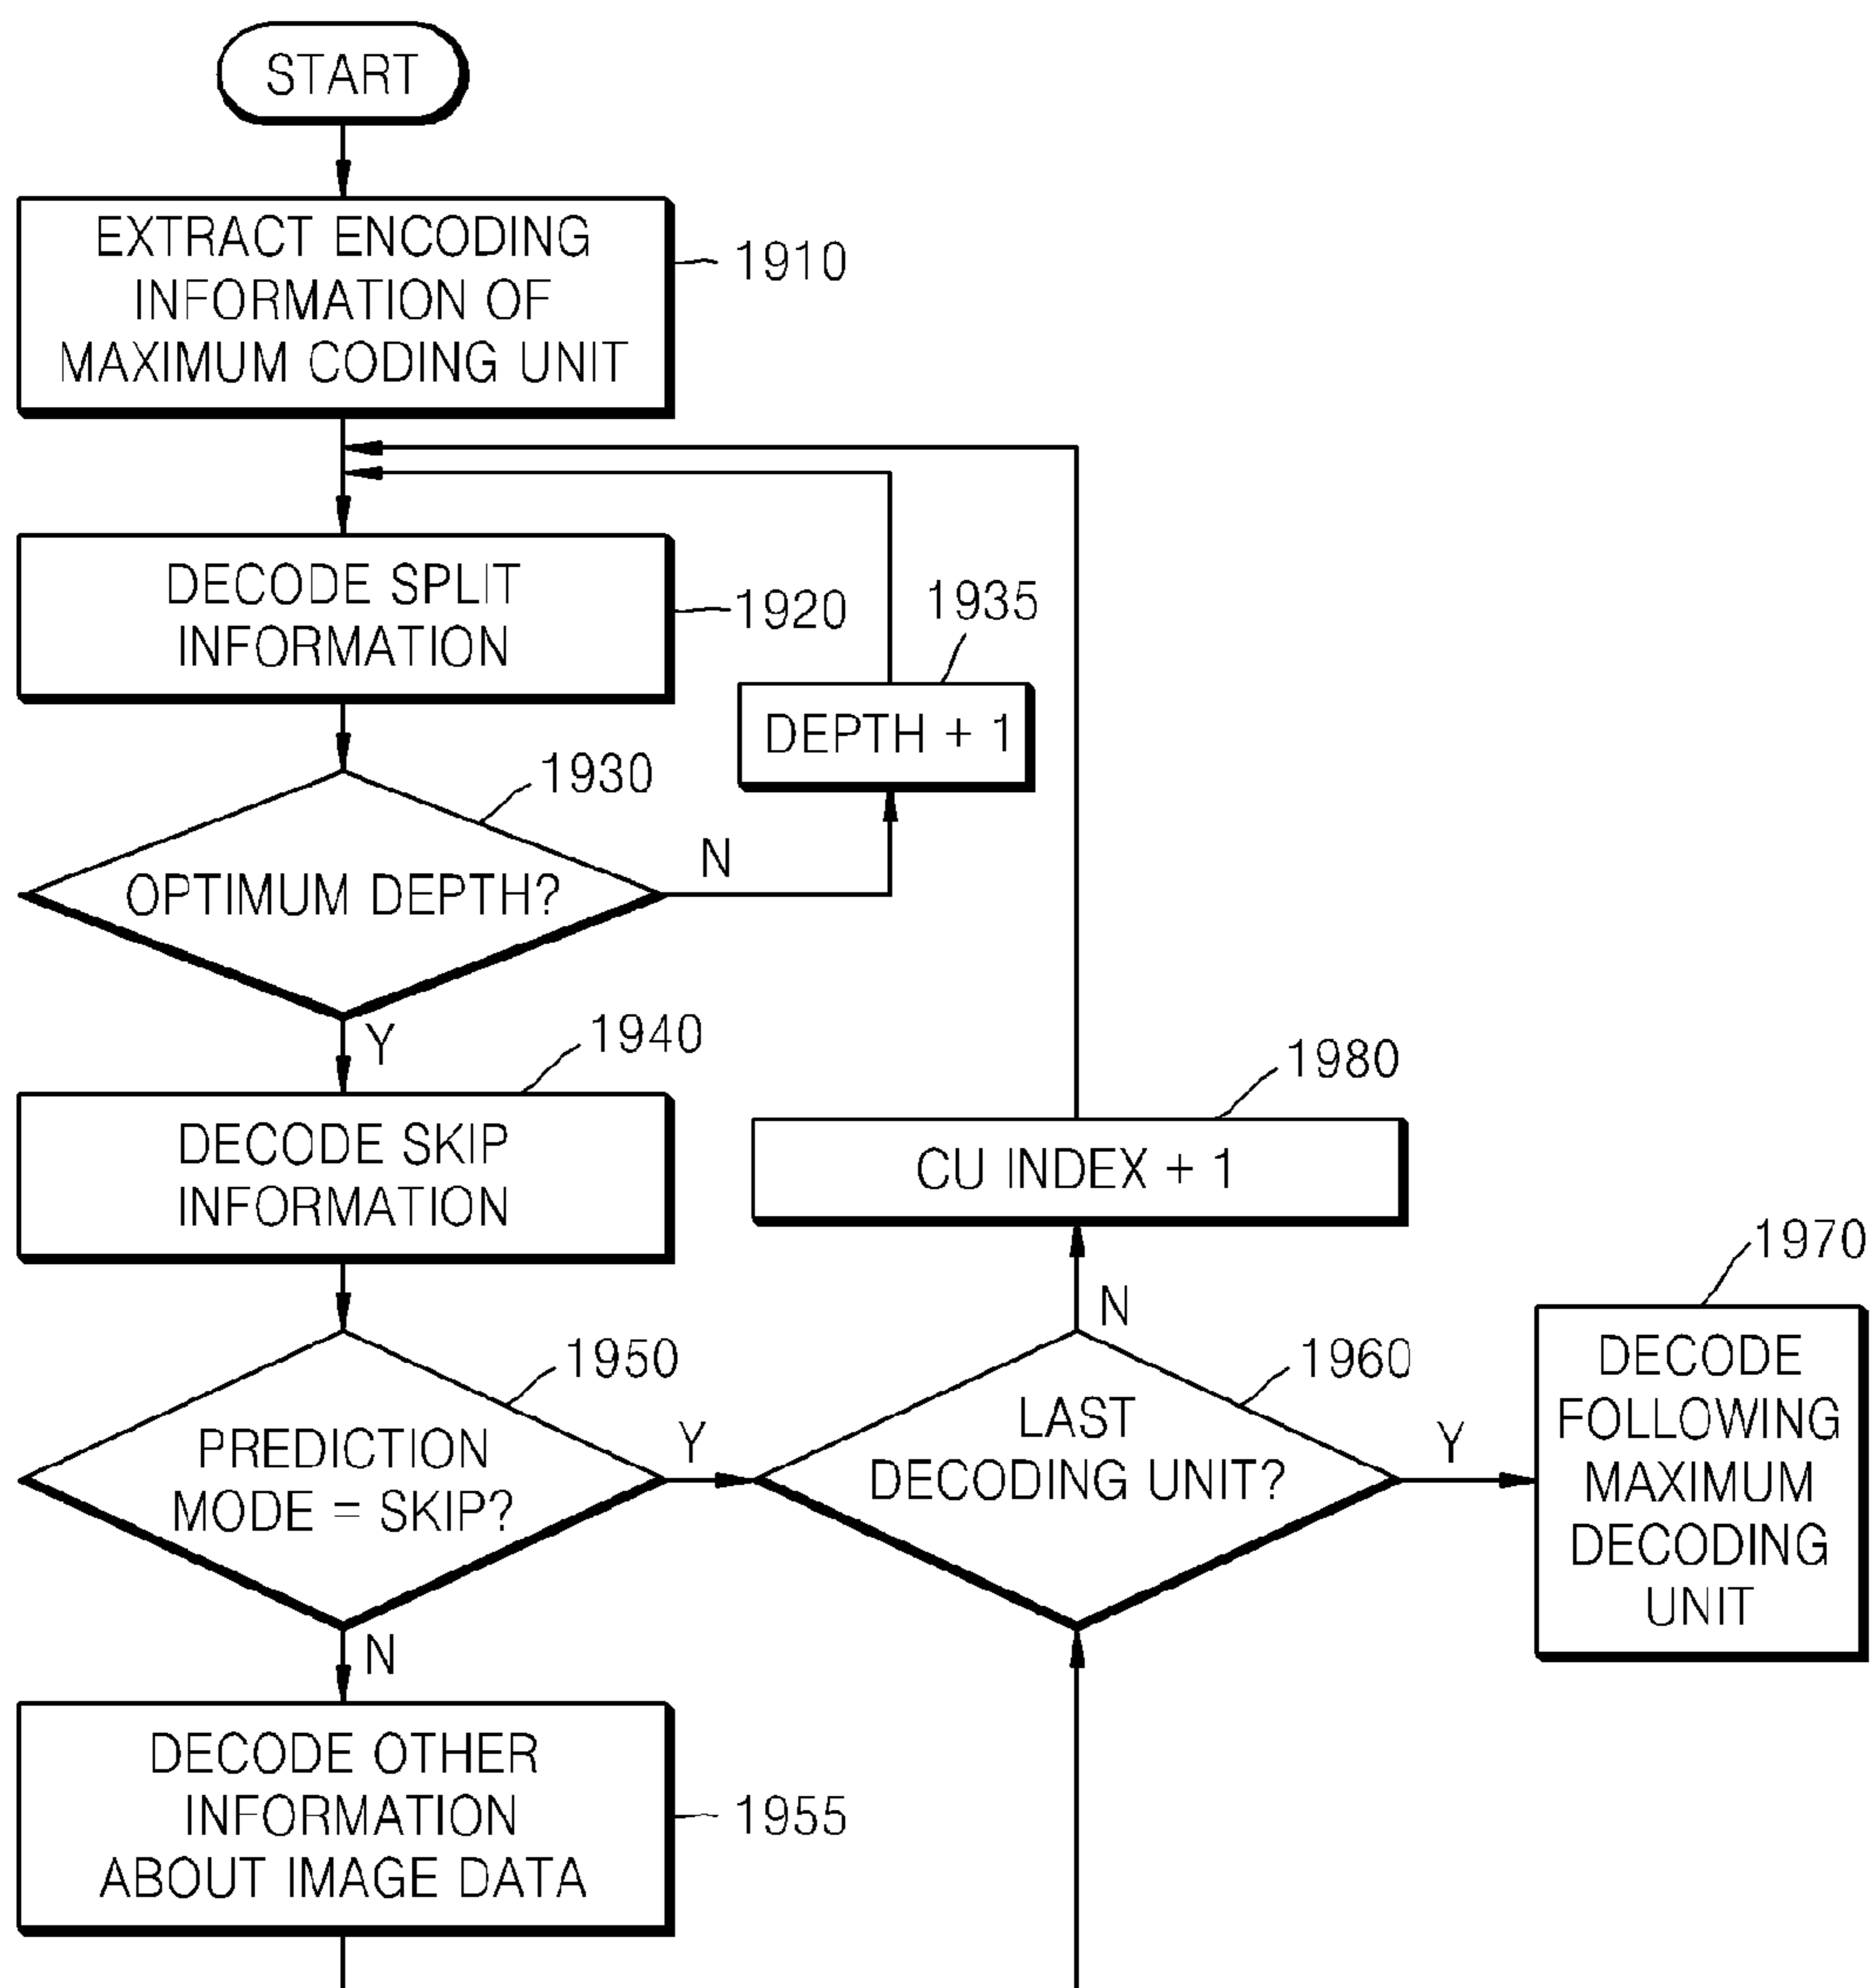 START
EXTRACT ENCODING
INFORMATION OF
MAXIMUM CODING UNIT
1910
DECODE SPLIT
INFORMATION
1920
1935
DEPTH + 1
1930
OPTIMUM DEPTH?
N
Y
1940
DECODE SKIP
INFORMATION
1980
CU INDEX + 1
1950
PREDICTION
MODE = SKIP?
Y
N
N
1960
LAST
DECODING UNIT?
Y
1970
DECODE
FOLLOWING
MAXIMUM
DECODING
UNIT
DECODE OTHER
INFORMATION
ABOUT IMAGE DATA
1955